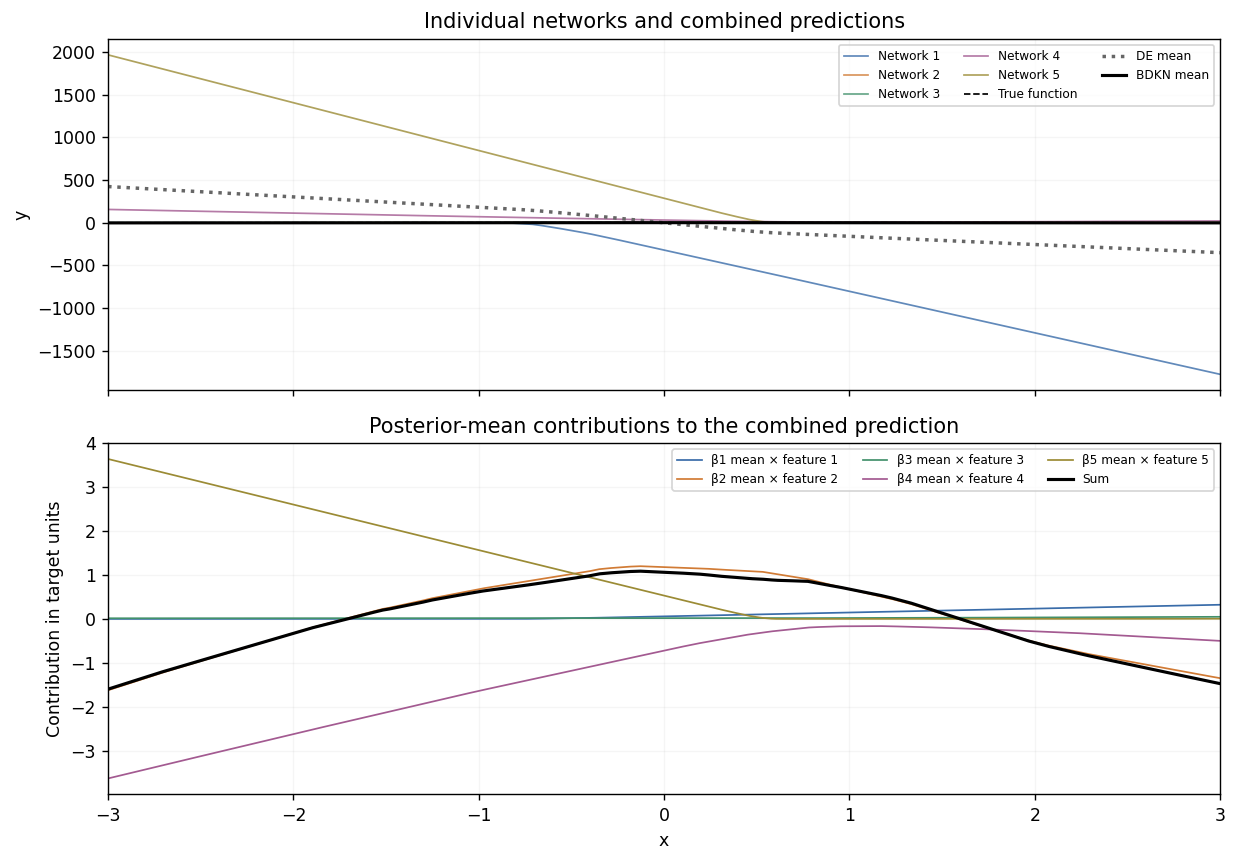 Individual networks and combined predictions
Network 1 Network 4 DE mean
Network 2 Network 5 BDKN mean
Network 3 True function
2000
1500
1000
500
0
−500
−1000
−1500
y
Posterior-mean contributions to the combined prediction
β1 mean × feature 1 β3 mean × feature 3 β5 mean × feature 5
β2 mean × feature 2 β4 mean × feature 4 Sum
4
3
2
1
0
−1
−2
−3
Contribution in target units
−3 −2 −1 0 1 2 3
x